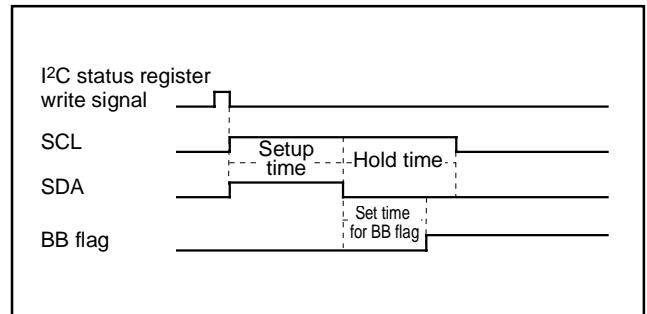 I²C status register
write signal
SCL
Setup
time
Hold time
SDA
Set time
for BB flag
BB flag